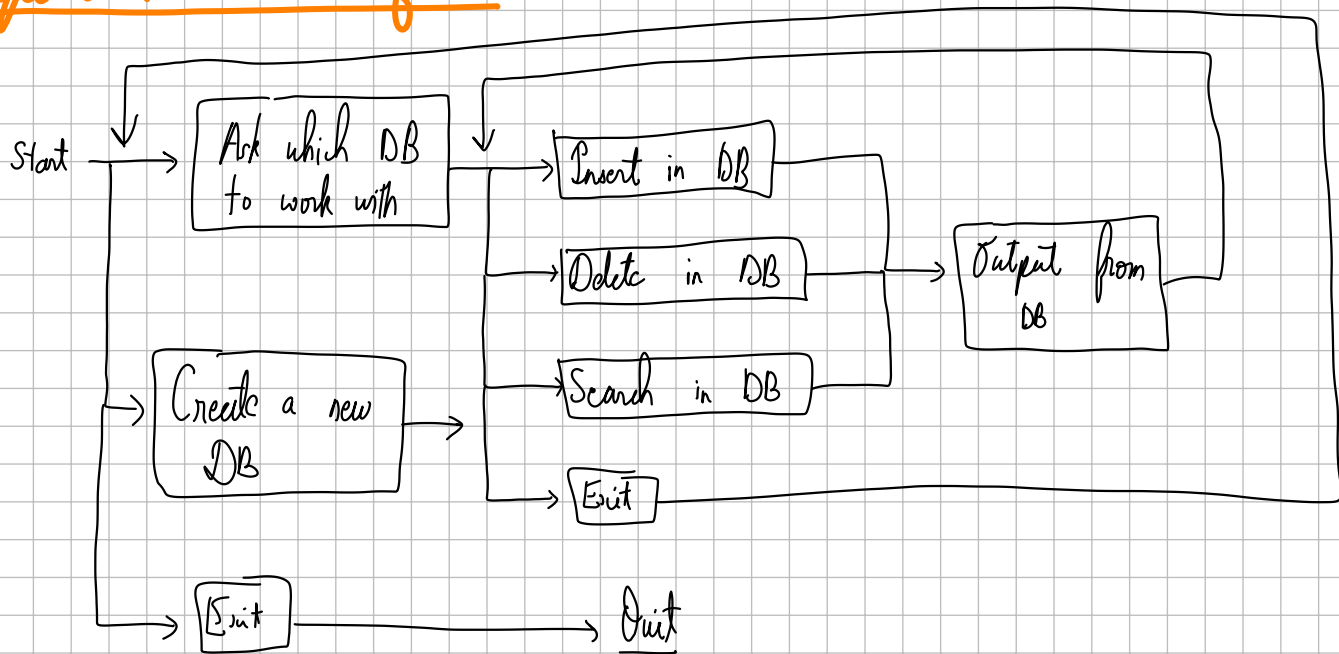 Start
Ask which DB
to work with
Insert in DB
Delete in DB
Search in DB
Exit
Output from
DB
Create a new
DB
Exit
Quit